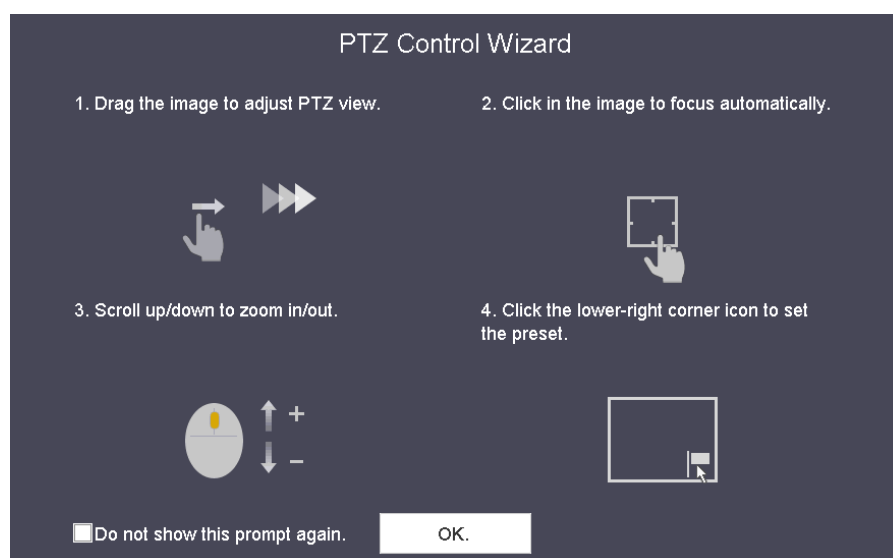 PTZ Control Wizard
1. Drag the image to adjust PTZ view.
2. Click in the image to focus automatically.
3. Scroll up/down to zoom in/out.
4. Click the lower-right corner icon to set
the preset.
Do not show this prompt again.
OK.